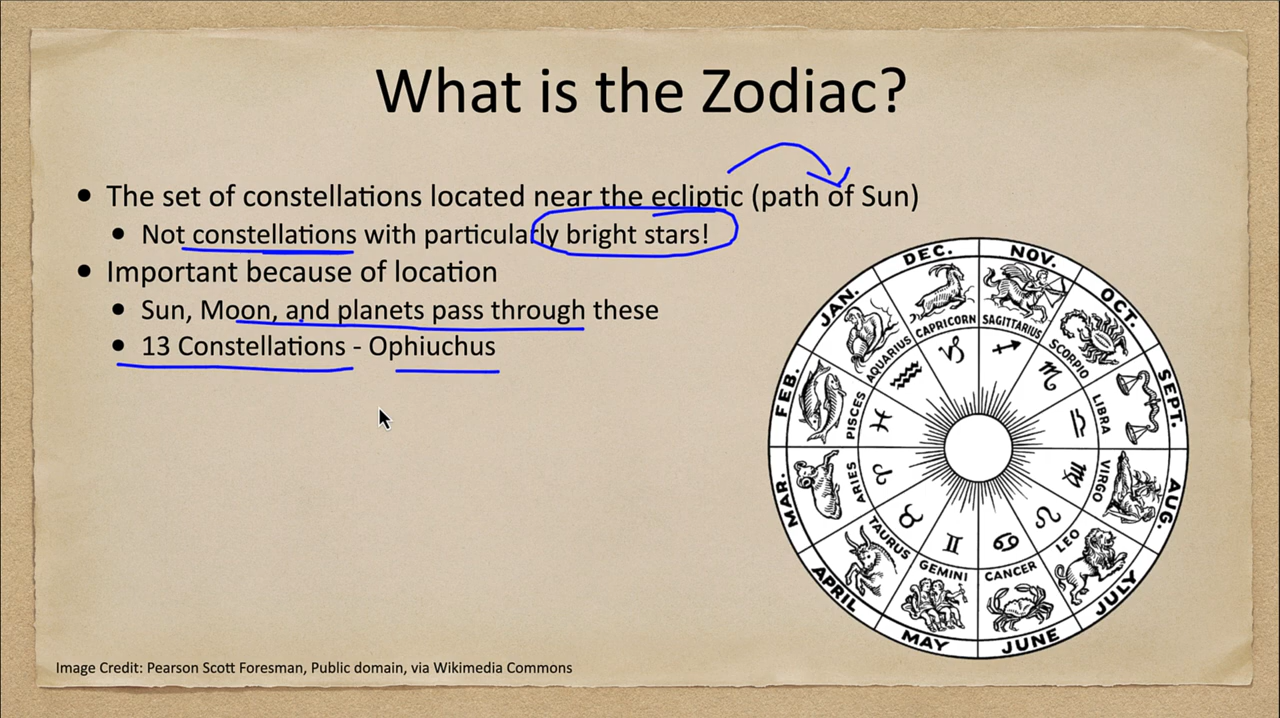 What is the Zodiac?
• The set of constellations located near the ecliptic (path of Sun)
• Not constellations with particularly bright stars!
• Important because of location
• Sun, Moon, and planets pass through these
• 13 Constellations - Ophiuchus
DEC.
NOV.
JAN.
OCT.
FEB.
SEPT.
MAR.
AUG.
APRIL
JULY
MAY
JUNE
CAPRICORN
SAGITTARIUS
AQUARIUS
SCORPIO
PISCES
LIBRA
ARIES
VIRGO
TAURUS
LEO
GEMINI
CANCER
♑
♐
♒
♏
♓
♎
♈
♍
♉
♌
♊
♋
Image Credit: Pearson Scott Foresman, Public domain, via Wikimedia Commons